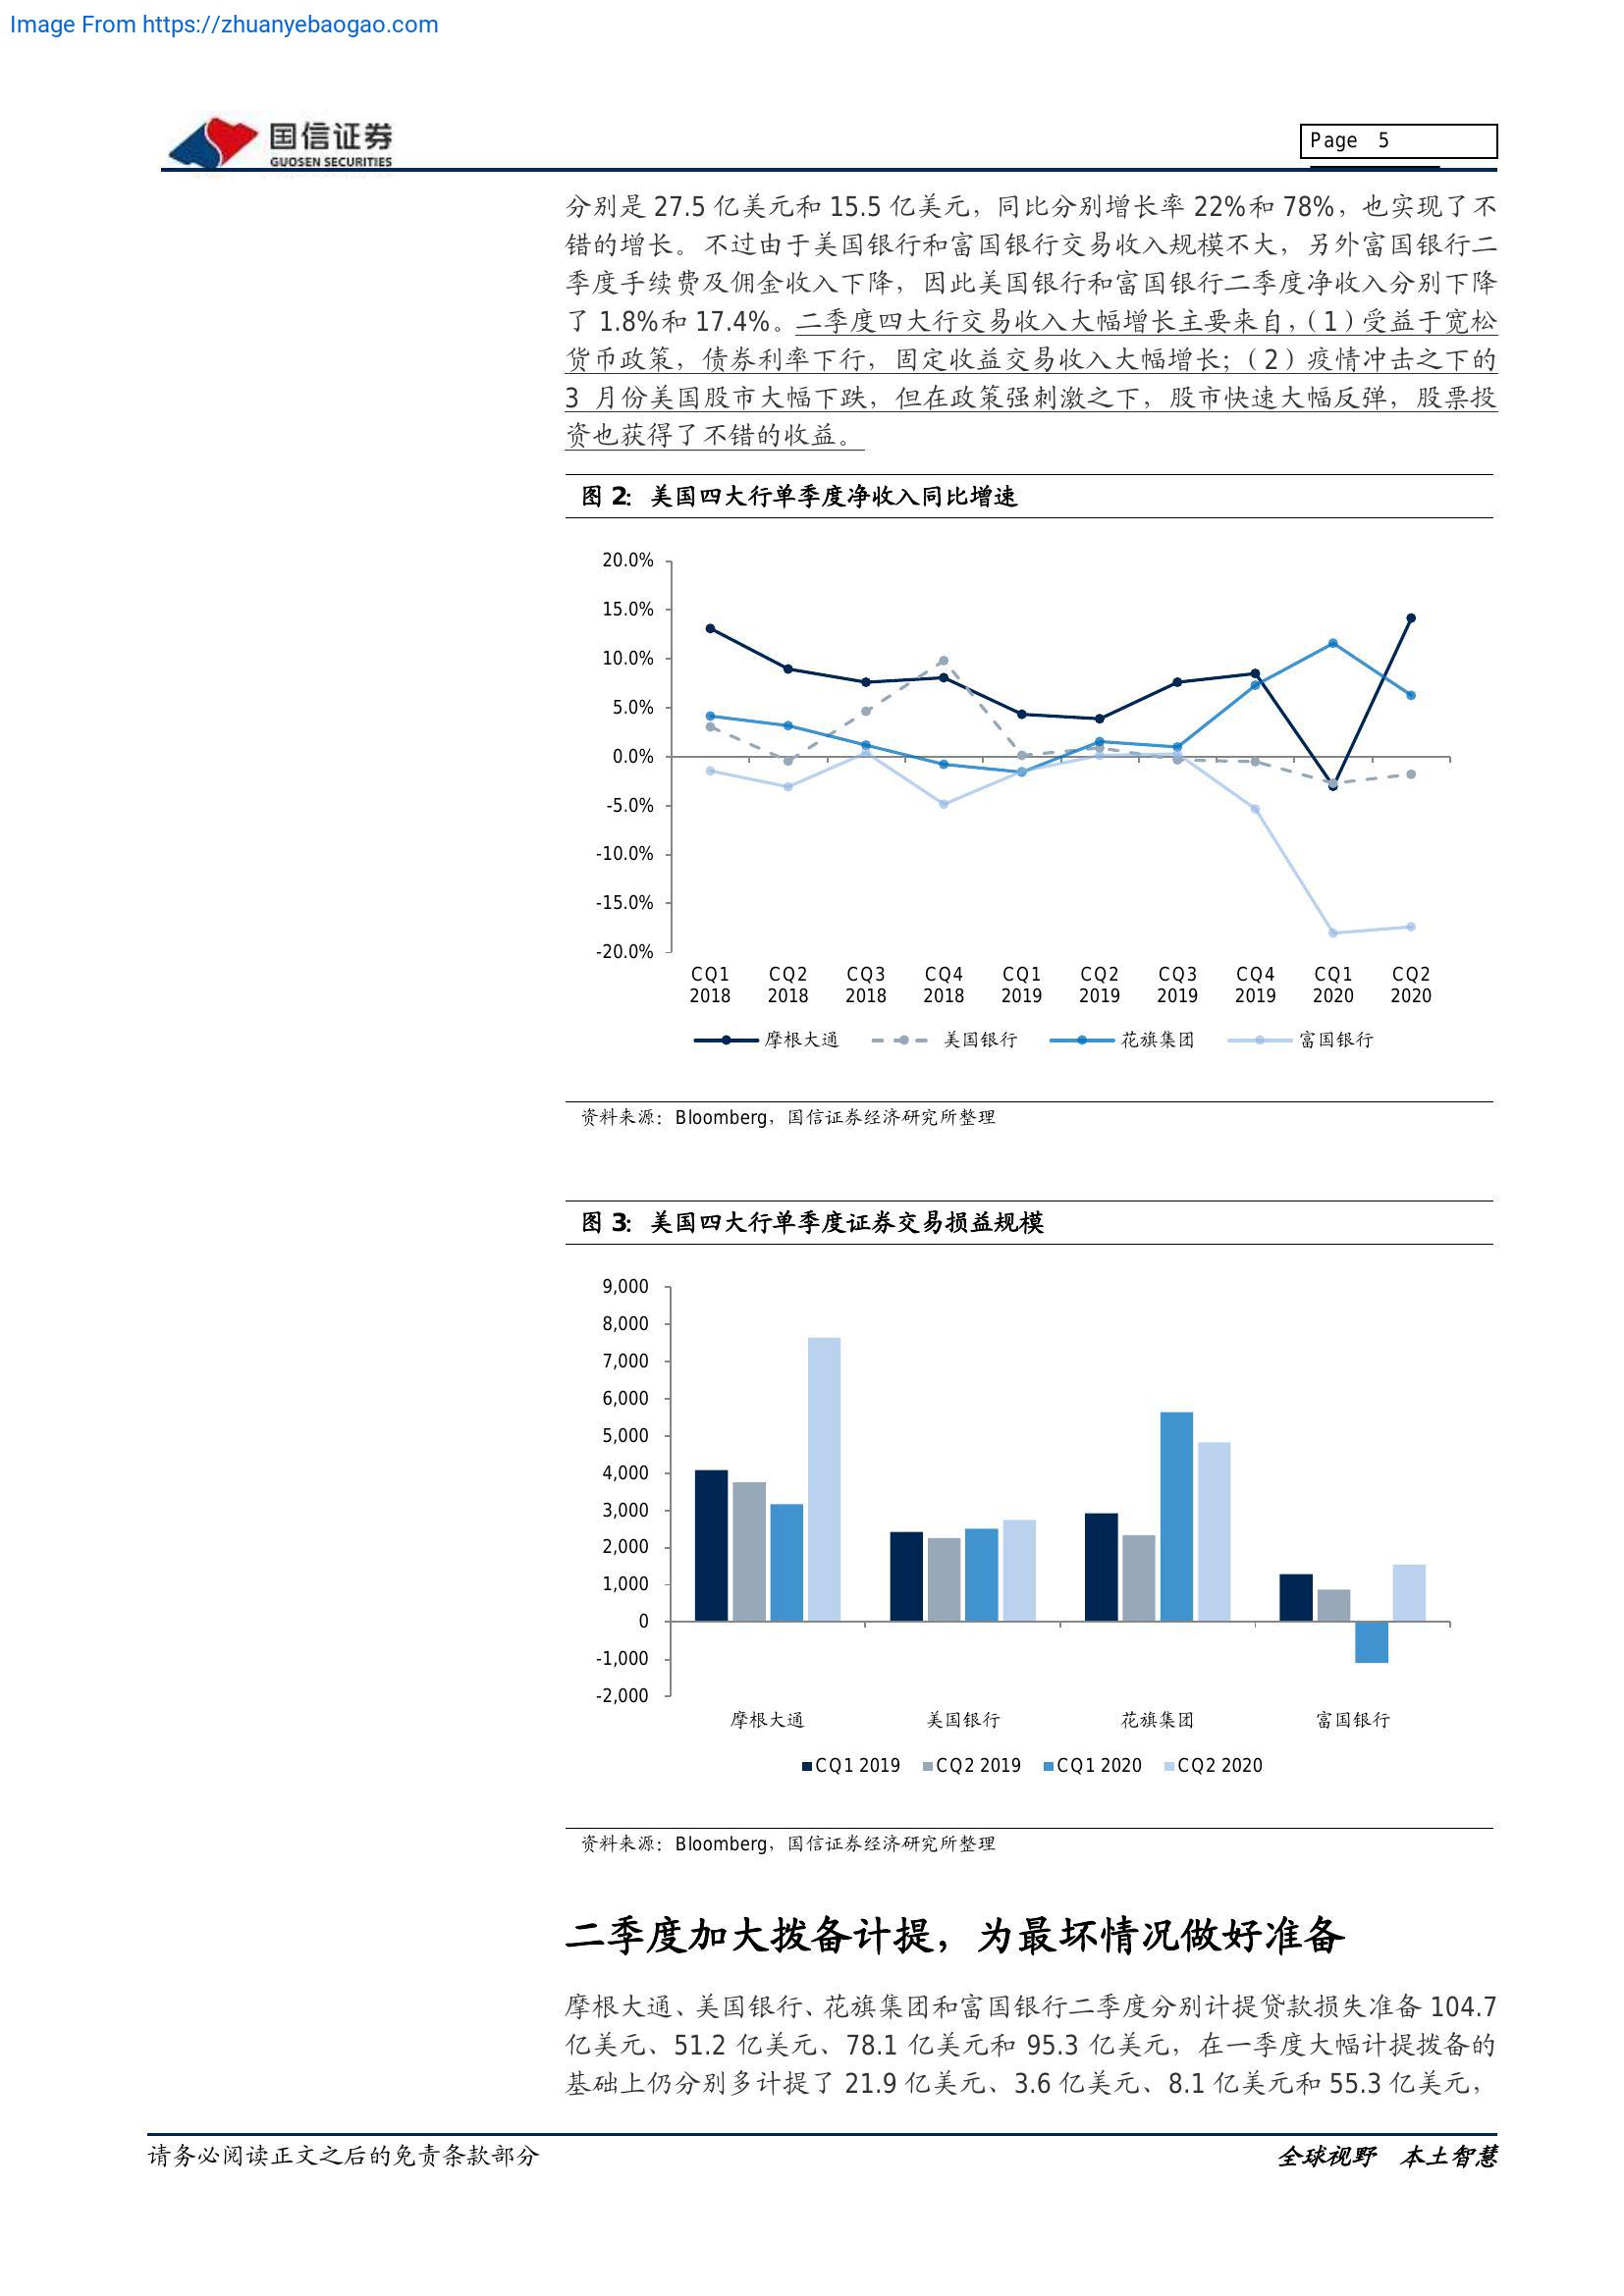 Image From https://zhuanyebaogao.com
国信证券
GUOSEN SECURITIES
Page 5
分别是 27.5 亿美元和 15.5 亿美元，同比分别增长率 22%和 78%，也实现了不
错的增长。不过由于美国银行和富国银行交易收入规模不大，另外富国银行二
季度手续费及佣金收入下降，因此美国银行和富国银行二季度净收入分别下降
了 1.8%和 17.4%。二季度四大行交易收入大幅增长主要来自，（1）受益于宽松
货币政策，债券利率下行，固定收益交易收入大幅增长；（2）疫情冲击之下的
3 月份美国股市大幅下跌，但在政策强刺激之下，股市快速大幅反弹，股票投
资也获得了不错的收益。
图 2：美国四大行单季度净收入同比增速
20.0%
15.0%
10.0%
5.0%
0.0%
-5.0%
-10.0%
-15.0%
-20.0%
CQ1 CQ2 CQ3 CQ4 CQ1 CQ2 CQ3 CQ4 CQ1 CQ2
2018 2018 2018 2018 2019 2019 2019 2019 2020 2020
摩根大通 美国银行 花旗集团 富国银行
资料来源：Bloomberg，国信证券经济研究所整理
图 3：美国四大行单季度证券交易损益规模
9,000
8,000
7,000
6,000
5,000
4,000
3,000
2,000
1,000
0
-1,000
-2,000
摩根大通 美国银行 花旗集团 富国银行
CQ1 2019 CQ2 2019 CQ1 2020 CQ2 2020
资料来源：Bloomberg，国信证券经济研究所整理
二季度加大拨备计提，为最坏情况做好准备
摩根大通、美国银行、花旗集团和富国银行二季度分别计提贷款损失准备 104.7
亿美元、51.2 亿美元、78.1 亿美元和 95.3 亿美元，在一季度大幅计提拨备的
基础上仍分别多计提了 21.9 亿美元、3.6 亿美元、8.1 亿美元和 55.3 亿美元，
请务必阅读正文之后的免责条款部分
全球视野 本土智慧